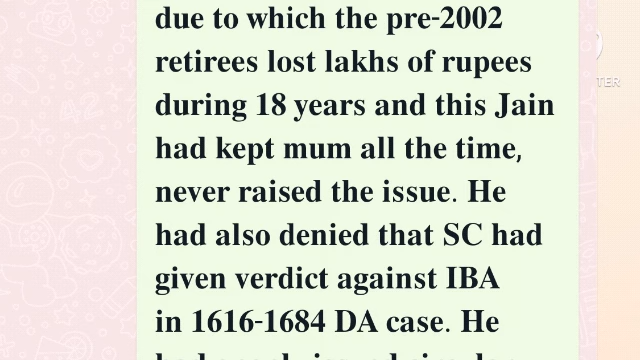 due to which the pre-2002
retirees lost lakhs of rupees
during 18 years and this Jain
had kept mum all the time,
never raised the issue. He
had also denied that SC had
given verdict against IBA
in 1616-1684 DA case. He
TER